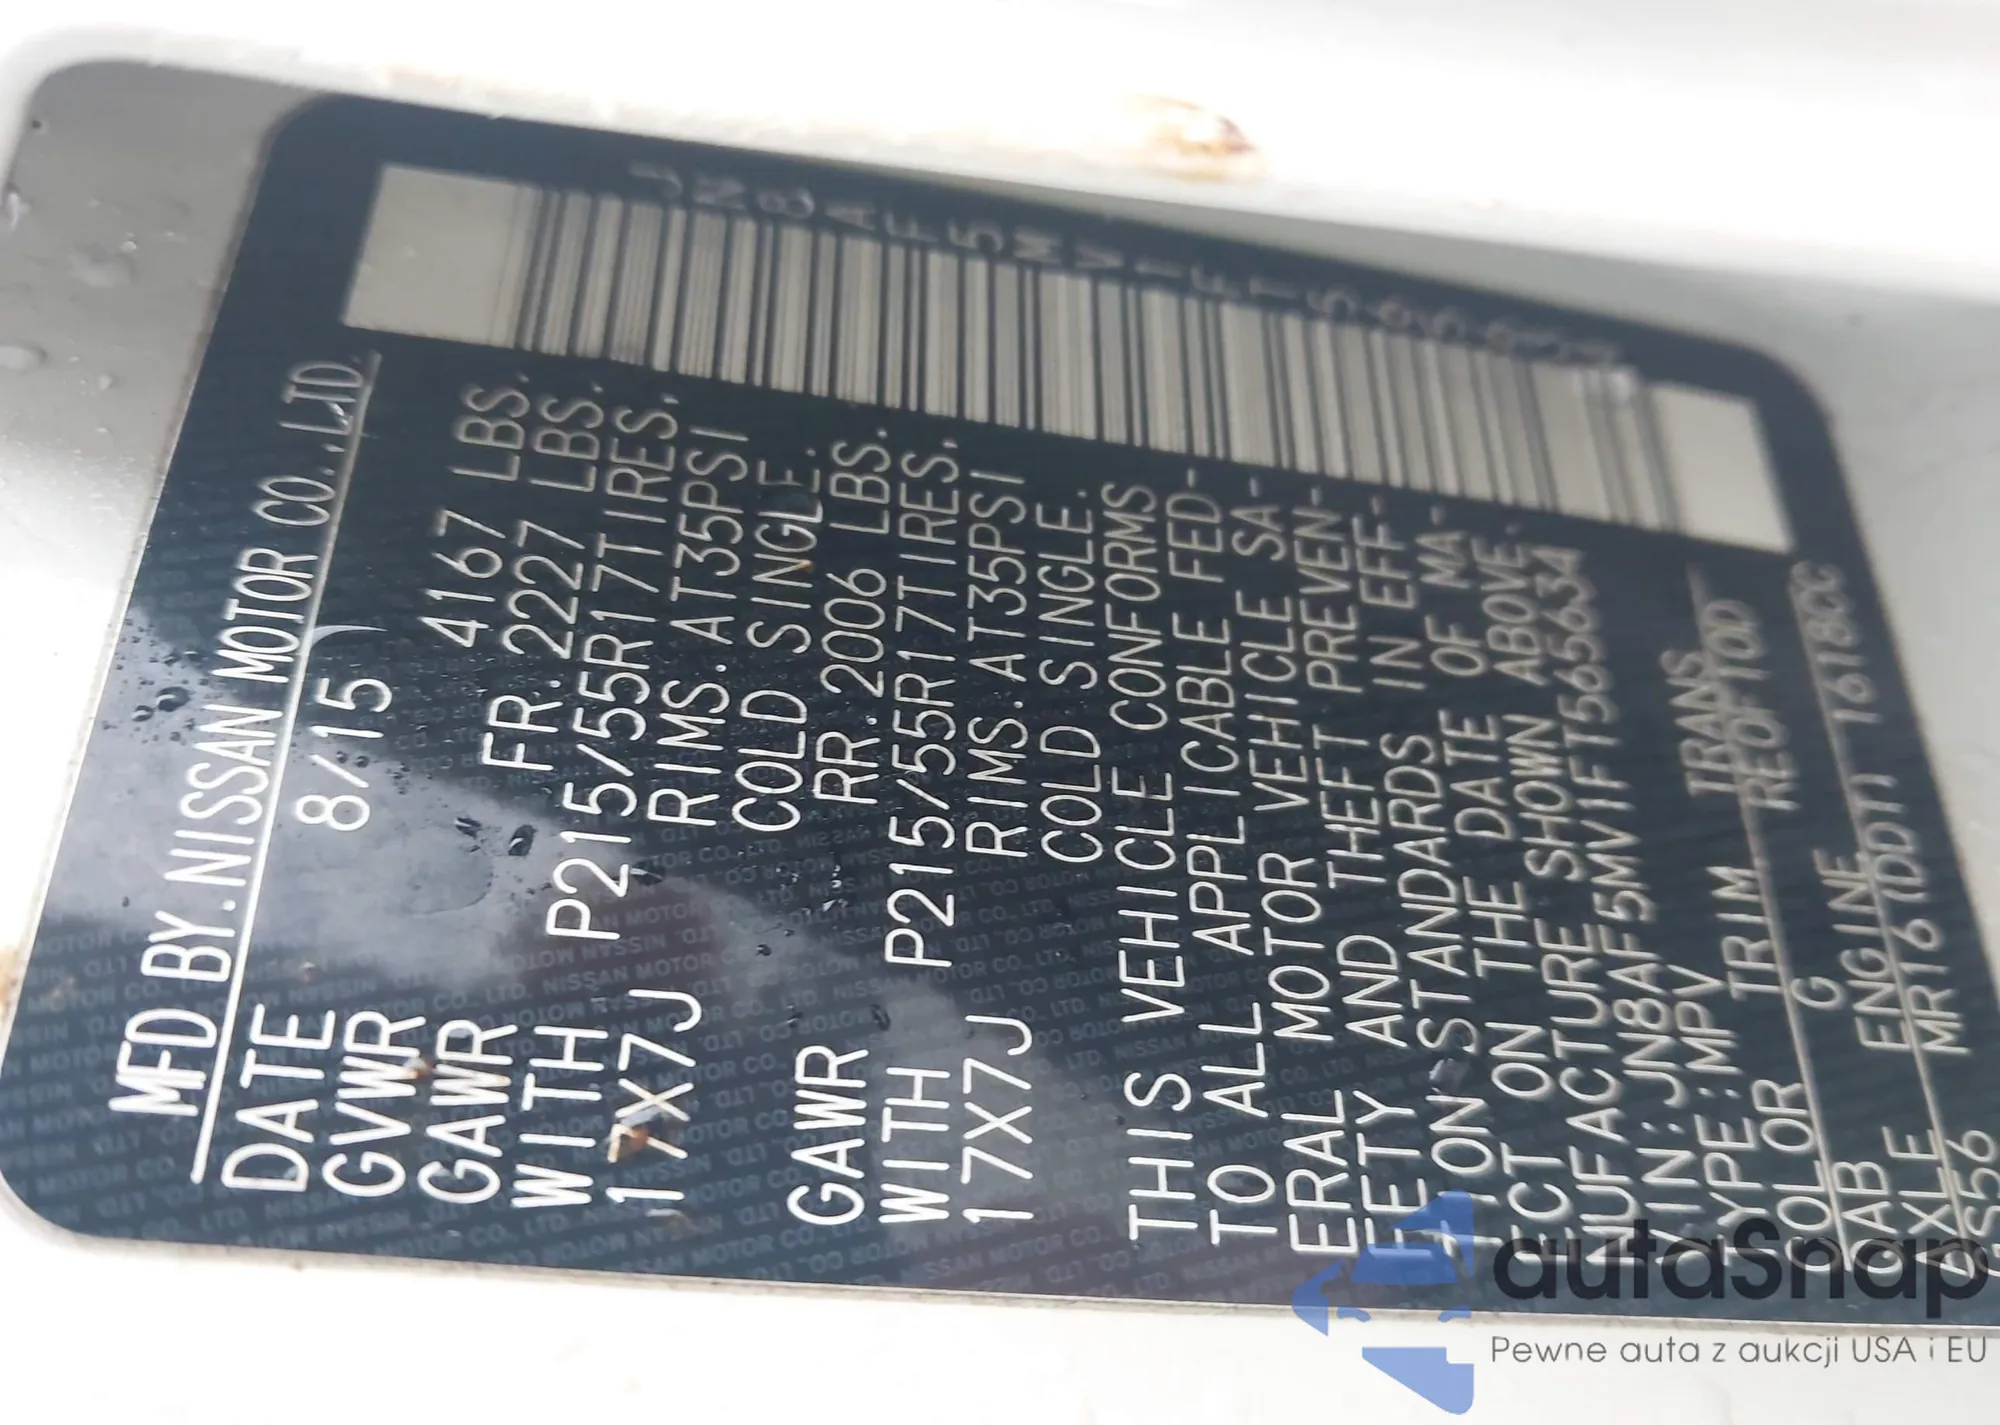 MFD BY.NISSAN MOTOR CO.,LTD.
DATE 8/15
GVWR 4167 LBS.
GAWR FR.2227 LBS.
WITH P215/55R17TIRES.
17X7J RIMS.AT35PSI
COLD SINGLE.
GAWR RR.2006 LBS.
WITH P215/55R17TIRES.
17X7J RIMS.AT35PSI
COLD SINGLE.
THIS VEHICLE CONFORMS
TO ALL APPLICABLE FED-
ERAL MOTOR VEHICLE SA-
FETY AND THEFT PREVEN-
TION STANDARDS IN EFF-
ECT ON THE DATE OF MA-
NUFACTURE SHOWN ABOVE.
VIN:JN8AF5MV1FT565634
TYPE:MPV
COLOR TRIM TRANS
QAB G RE0F10D
AXLE ENGINE
GS56 MR16(DDT) 1618CC
JN8AF5MV1FT565634
autaSnap
Pewne auta z aukcji USA i EU